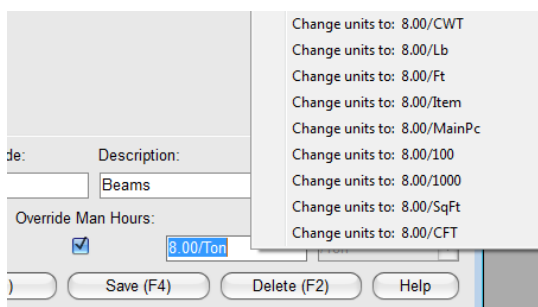 Change units to: 8.00/CWT
Change units to: 8.00/Lb
Change units to: 8.00/Ft
Change units to: 8.00/Item
Change units to: 8.00/MainPc
Change units to: 8.00/100
Change units to: 8.00/1000
Change units to: 8.00/SqFt
Change units to: 8.00/CFT
de: Description:
Beams
Override Man Hours:
8.00/Ton
) Save (F4) Delete (F2) Help